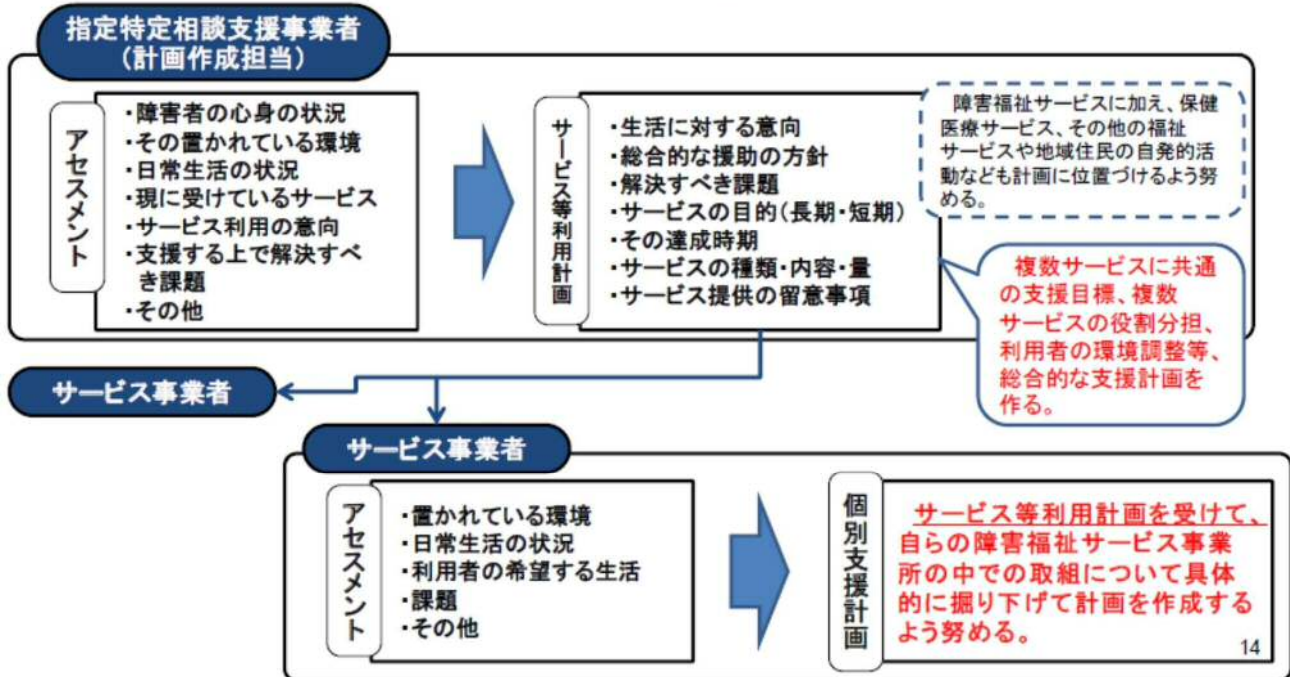 指定特定相談支援事業者
(計画作成担当)
アセスメント
・障害者の心身の状況
・その置かれている環境
・日常生活の状況
・現に受けているサービス
・サービス利用の意向
・支援する上で解決すべ
き課題
・その他
サービス等利用計画
・生活に対する意向
・総合的な援助の方針
・解決すべき課題
・サービスの目的(長期・短期)
・その達成時期
・サービスの種類・内容・量
・サービス提供の留意事項
障害福祉サービスに加え、保健
医療サービス、その他の福祉
サービスや地域住民の自発的活
動なども計画に位置づけるよう努
める。
複数サービスに共通
の支援目標、複数
サービスの役割分担、
利用者の環境調整等、
総合的な支援計画を
作る。
サービス事業者
サービス事業者
アセスメント
・置かれている環境
・日常生活の状況
・利用者の希望する生活
・課題
・その他
個別支援計画
サービス等利用計画を受けて、
自らの障害福祉サービス事業
所の中での取組について具体
的に掘り下げて計画を作成する
よう努める。
14